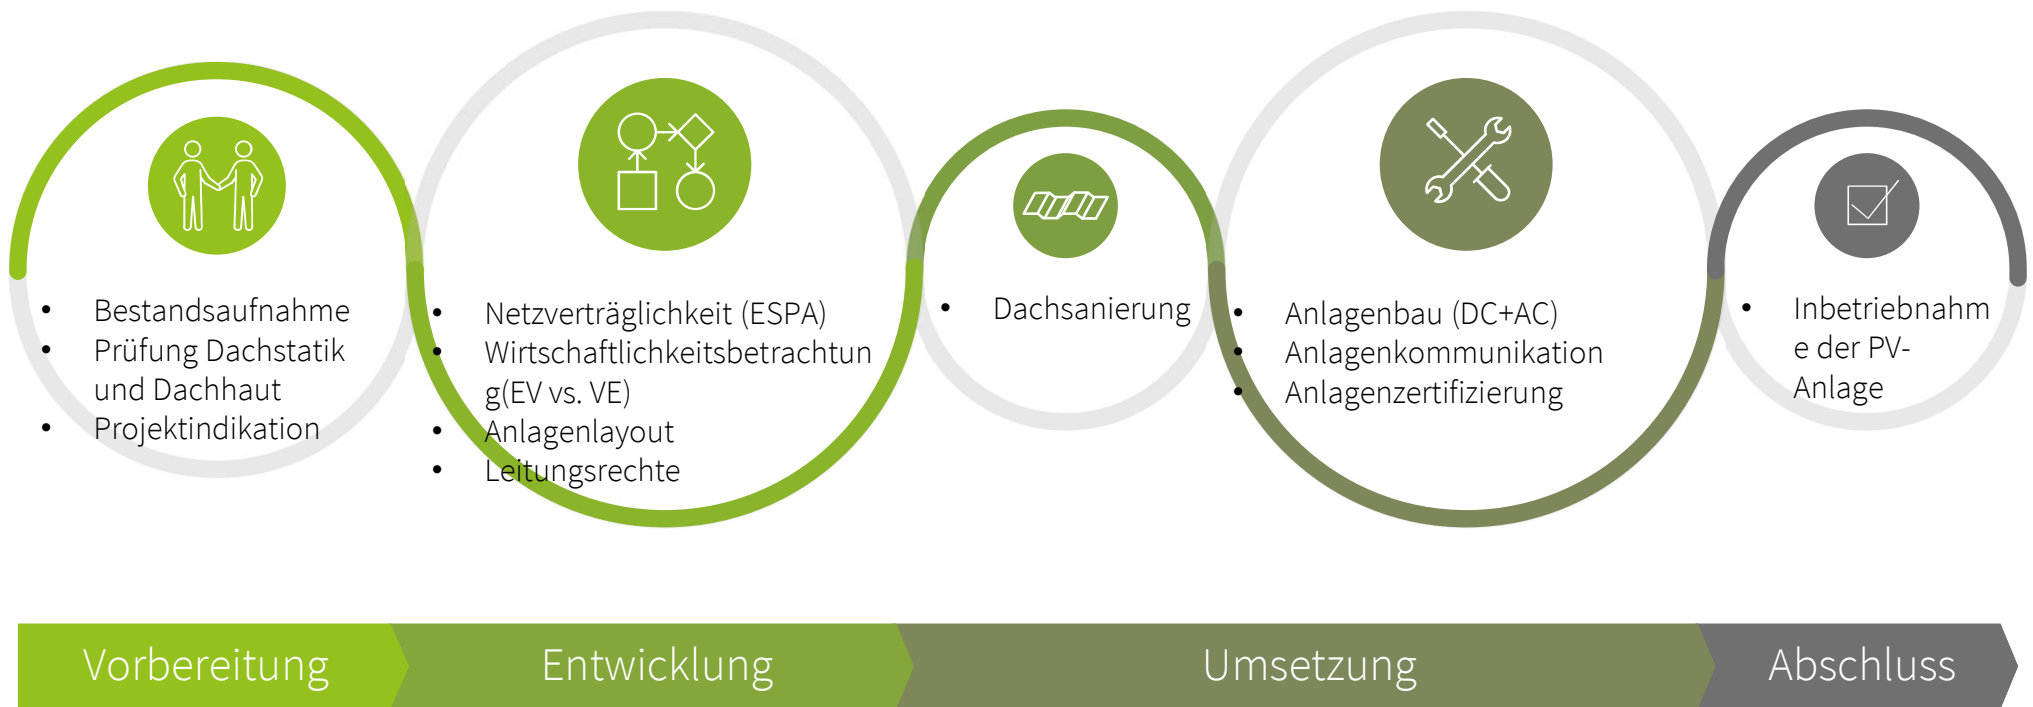 • Bestandsaufnahme
• Prüfung Dachstatik
und Dachhaut
• Projektindikation
• Netzverträglichkeit (ESPA)
• Wirtschaftlichkeitsbetrachtun
g(EV vs. VE)
• Anlagenlayout
• Leitungsrechte
• Dachsanierung
• Anlagenbau (DC+AC)
• Anlagenkommunikation
• Anlagenzertifizierung
• Inbetriebnahm
e der PV-
Anlage
Vorbereitung
Entwicklung
Umsetzung
Abschluss